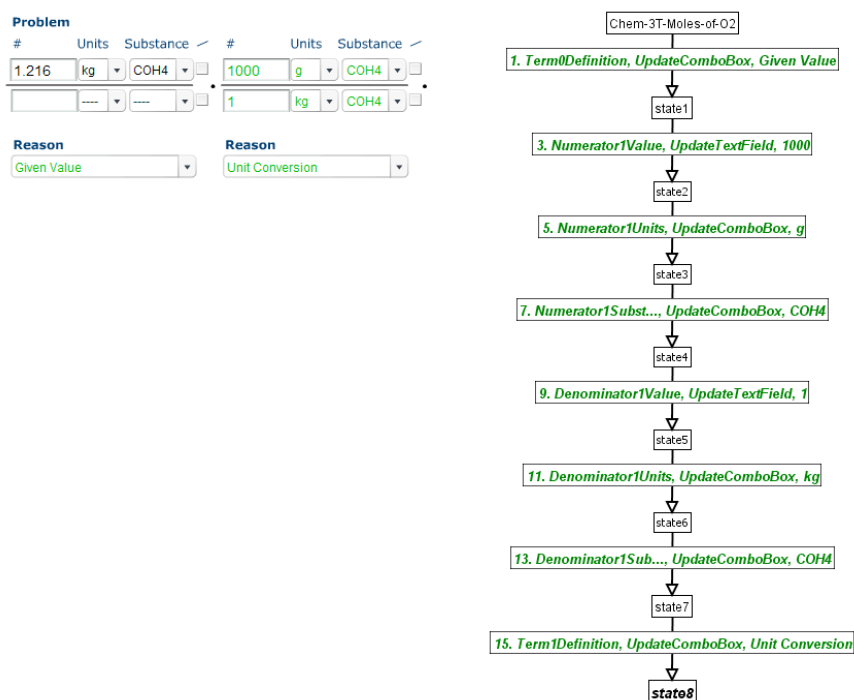 Problem
# Units Substance # Units Substance
1.216 kg COH4 1000 g COH4
---- ---- 1 kg COH4
Reason Reason
Given Value Unit Conversion
Chem-3T-Moles-of-O2
1. Term0Definition, UpdateComboBox, Given Value
state1
3. Numerator1Value, UpdateTextField, 1000
state2
5. Numerator1Units, UpdateComboBox, g
state3
7. Numerator1Subst..., UpdateComboBox, COH4
state4
9. Denominator1Value, UpdateTextField, 1
state5
11. Denominator1Units, UpdateComboBox, kg
state6
13. Denominator1Sub..., UpdateComboBox, COH4
state7
15. Term1Definition, UpdateComboBox, Unit Conversion
state8